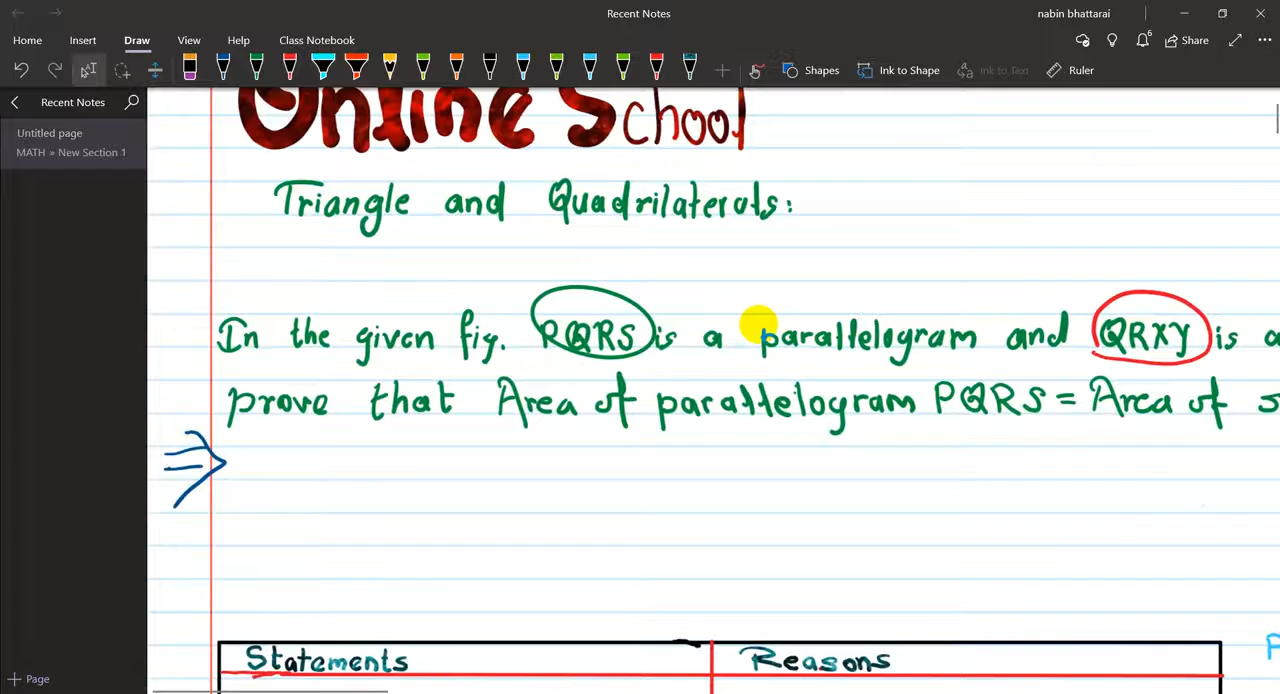 Recent Notes
nabin bhattarai
Home Insert Draw View Help Class Notebook
6
Share
Shapes Ink to Shape Ink to Text Ruler
Recent Notes
Untitled page
MATH » New Section 1
Online School
Triangle and Quadrilaterals:
In the given fig. PQRS is a parallelogram and QRXY is a
prove that Area of parallelogram PQRS = Area of s
Statements Reasons
P
+ Page